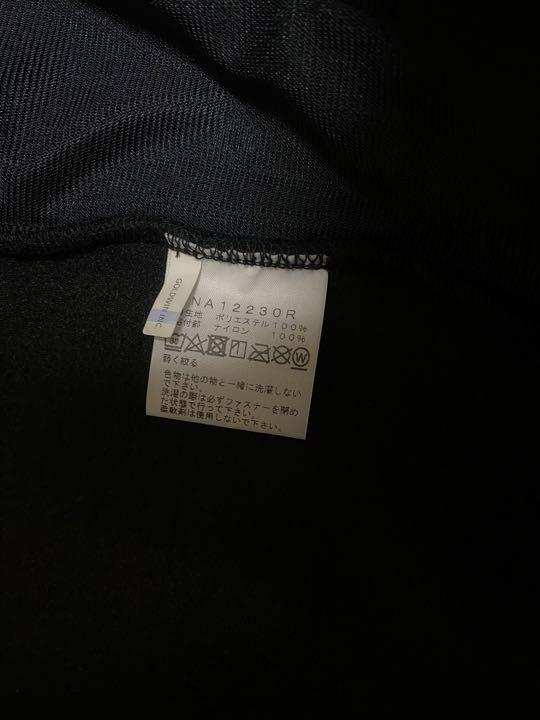 GOLDWIN INC.
NA12230R
生地 ポリエステル100%
付部 ナイロン 100%
30
W
弱く絞る
色物は他の物と一緒に洗濯しない
で下さい。
洗濯の際は必ずファスナーを閉め
た状態で行って下さい。
柔軟剤は使用しないで下さい。